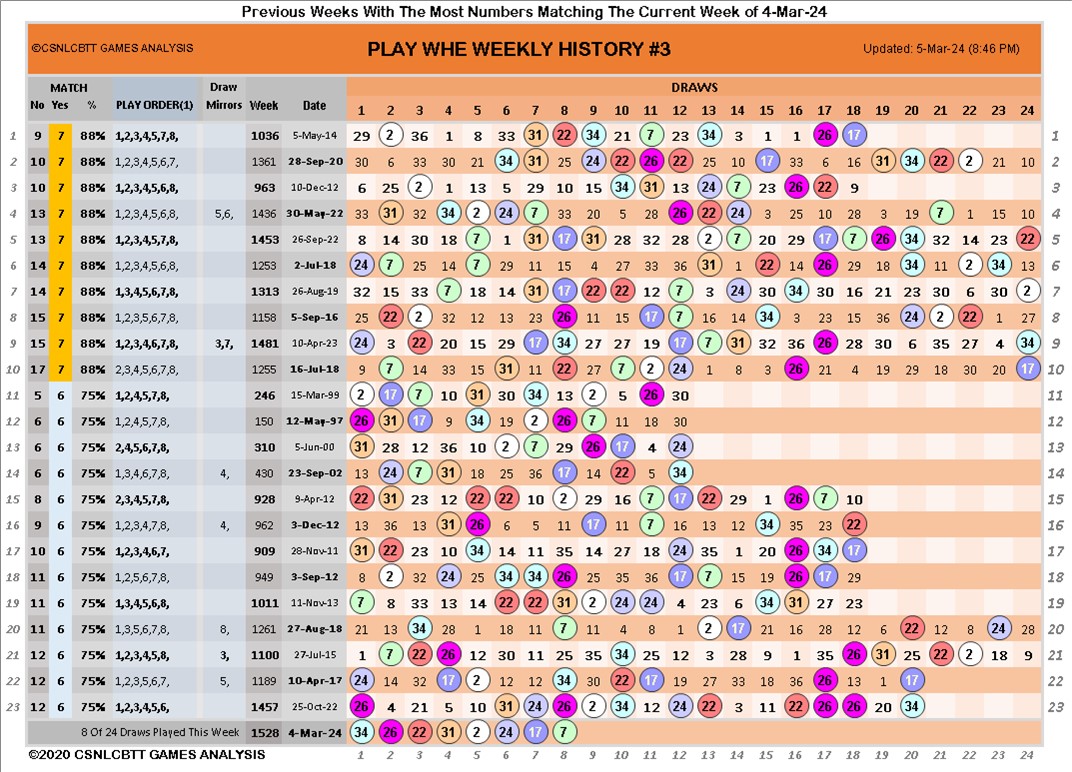 Previous Weeks With The Most Numbers Matching The Current Week of 4-Mar-24
©CSNLCBTT GAMES ANALYSIS PLAY WHE WEEKLY HISTORY #3 Updated: 5-Mar-24 (8:46 PM)
MATCH Draw DRAWS
No Yes % PLAY ORDER(1) Mirrors Week Date 1 2 3 4 5 6 7 8 9 10 11 12 13 14 15 16 17 18 19 20 21 22 23 24
1 9 7 88% 1,2,3,4,5,7,8, 1036 5-May-14 29 2 36 1 8 33 31 22 34 21 7 23 34 3 1 1 26 17 1
2 10 7 88% 1,2,3,4,5,6,7, 1361 28-Sep-20 30 6 33 30 21 34 31 25 24 22 26 22 25 10 17 33 6 16 31 34 22 2 21 10 2
3 10 7 88% 1,2,3,4,5,6,8, 963 10-Dec-12 6 25 2 1 13 5 29 10 15 34 31 13 24 7 23 26 22 9 3
4 13 7 88% 1,2,3,4,5,6,8, 5,6, 1436 30-May-22 33 31 32 34 2 24 7 33 20 5 28 26 22 24 3 25 10 28 3 19 7 1 15 10 4
5 13 7 88% 1,2,3,4,5,7,8, 1453 26-Sep-22 8 14 30 18 7 1 31 17 31 28 32 28 2 7 20 29 17 7 26 34 32 14 23 22 5
6 14 7 88% 1,2,3,4,5,6,8, 1253 2-Jul-18 24 7 25 14 7 29 11 15 4 27 33 36 31 1 22 14 26 29 18 34 11 2 34 13 6
7 14 7 88% 1,3,4,5,6,7,8, 1313 26-Aug-19 32 15 33 7 18 14 31 17 22 22 12 7 3 24 30 34 30 16 21 23 30 6 30 2 7
8 15 7 88% 1,2,3,5,6,7,8, 1158 5-Sep-16 25 22 2 32 12 13 23 26 11 15 17 7 16 14 34 3 28 15 36 24 2 22 1 27 8
9 15 7 88% 1,2,3,4,6,7,8, 3,7, 1481 10-Apr-23 24 3 22 20 15 29 17 34 27 27 19 17 7 31 32 36 26 28 30 6 35 27 4 34 9
10 17 7 88% 2,3,4,5,6,7,8, 1255 16-Jul-18 9 7 14 33 15 31 11 22 27 7 2 24 1 8 3 26 21 4 19 29 18 30 20 17 10
11 5 6 75% 1,2,4,5,7,8, 246 15-Mar-99 2 17 7 10 31 30 34 13 2 5 26 30 11
12 6 6 75% 1,2,4,5,7,8, 150 12-May-97 26 31 17 9 34 19 2 26 7 11 18 30 12
13 6 6 75% 2,4,5,6,7,8, 310 5-Jun-00 31 28 12 36 10 2 7 29 26 17 4 24 13
14 6 6 75% 1,3,4,6,7,8, 4, 430 23-Sep-02 13 24 7 31 18 25 36 17 14 22 5 34 14
15 8 6 75% 2,3,4,5,7,8, 928 9-Apr-12 22 31 23 12 22 22 10 2 29 16 7 17 22 29 1 26 7 10 15
16 9 6 75% 1,2,3,4,7,8, 4, 962 3-Dec-12 13 36 13 31 26 6 5 11 17 11 7 16 13 12 34 35 23 22 16
17 10 6 75% 1,2,3,4,6,7, 909 28-Nov-11 31 22 23 10 34 14 11 35 14 27 18 24 35 1 20 26 34 17 17
18 11 6 75% 1,2,5,6,7,8, 949 3-Sep-12 8 2 32 24 25 34 34 26 25 35 36 17 7 15 19 26 17 29 18
19 11 6 75% 1,3,4,5,6,8, 1011 11-Nov-13 7 8 33 13 14 22 22 31 2 24 24 4 23 6 34 31 27 23 19
20 11 6 75% 1,3,5,6,7,8, 8, 1261 27-Aug-18 21 13 34 28 1 18 11 7 11 4 8 1 2 17 21 16 28 11 6 22 12 8 24 28 20
21 12 6 75% 1,2,3,4,5,8, 3, 1100 27-Jul-15 1 7 22 26 12 30 11 25 35 34 25 12 3 28 9 1 35 26 31 25 22 2 18 9 21
22 12 6 75% 1,2,3,5,6,7, 5, 1189 10-Apr-17 24 14 32 17 2 12 12 34 30 22 17 19 27 33 18 36 26 19 13 1 17 22
23 12 6 75% 1,2,3,4,5,6, 1457 25-Oct-22 26 4 21 5 10 31 24 26 2 34 12 24 22 3 11 22 26 26 20 34 23
8 Of 24 Draws Played This Week 1528 4-Mar-24 34 26 22 31 2 24 17 7
©2020 CSNLCBTT GAMES ANALYSIS 1 2 3 4 5 6 7 8 9 10 11 12 13 14 15 16 17 18 19 20 21 22 23 24